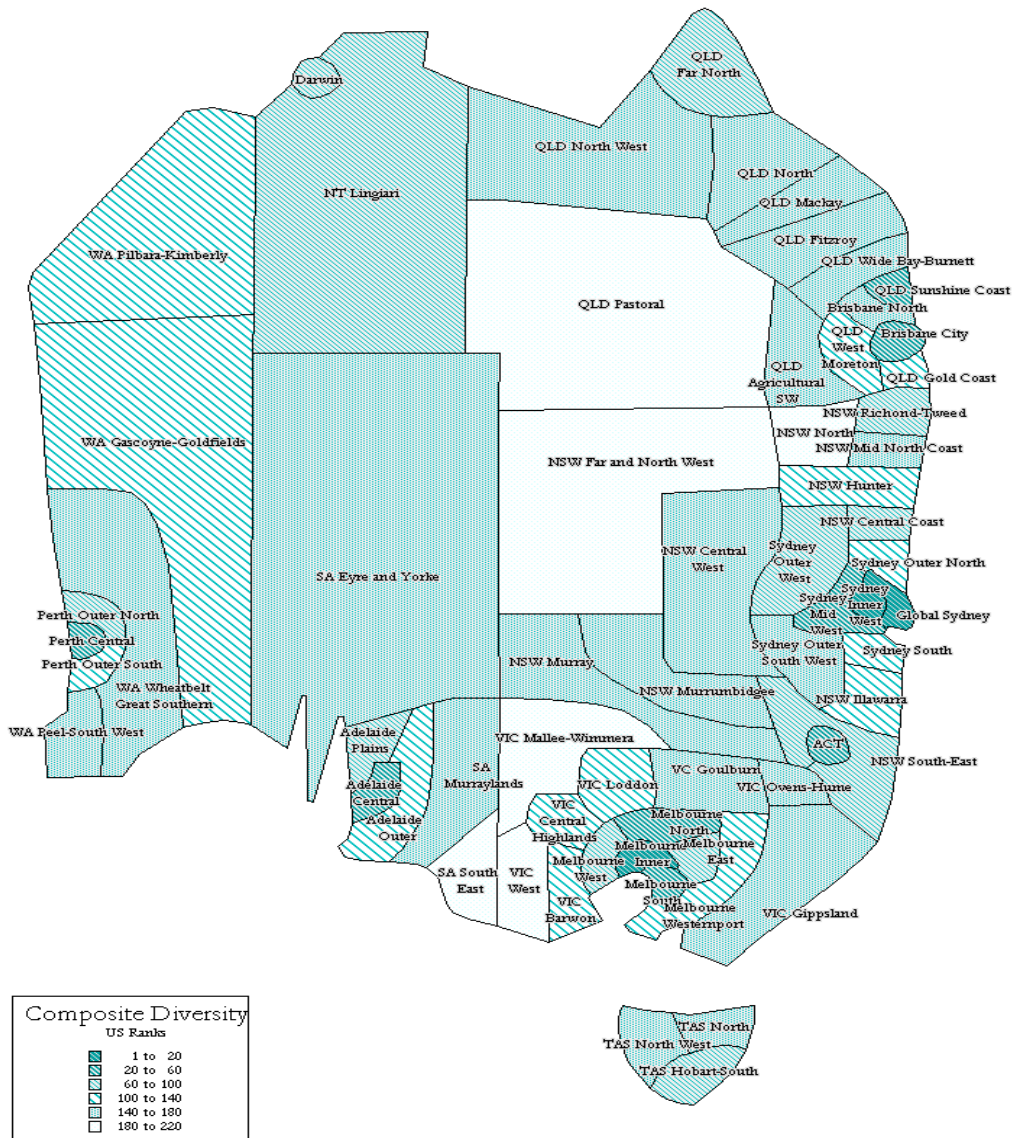 QLD
Far North
Darwin
QLD North West
QLD North
NT Lingiari
QLD Mackay
QLD Fitzroy
WA Pilbara-Kimberly
QLD Wide Bay-Burnett
QLD Sunshine Coast
QLD Pastoral
Brisbane North
QLD
West
Moreton
Brisbane City
QLD
Agricultural
SW
QLD Gold Coast
NSW Richond-Tweed
NSW North
WA Gascoyne-Goldfields
NSW Mid North Coast
NSW Far and North West
NSW Hunter
NSW Central Coast
NSW Central
West
Sydney
Outer
West
Sydney Outer North
SA Eyre and Yorke
Sydney
Inner
West
Sydney
Mid
West
Global Sydney
Perth Outer North
Perth Central
Perth Outer South
Sydney Outer
South West
Sydney South
NSW Murray
WA Wheatbelt
Great Southern
NSW Murrumbidgee
NSW Illawarra
WA Peel-South West
Adelaide
Plains
VIC Mallee-Wimmera
ACT
NSW South-East
SA
Murraylands
VC Goulburn
Adelaide
Central
VIC Loddon
VIC Ovens-Hume
VIC
Central
Highlands
Melbourne
North
Adelaide
Outer
Melbourne
Inner
Melbourne
East
Melbourne
West
SA South
East
VIC
West
Melbourne
South
VIC
Barwon
Melbourne
Westernport
VIC Gippsland
TAS North
TAS North West
TAS Hobart-South
Composite Diversity
US Ranks
1 to 20
20 to 60
60 to 100
100 to 140
140 to 180
180 to 220